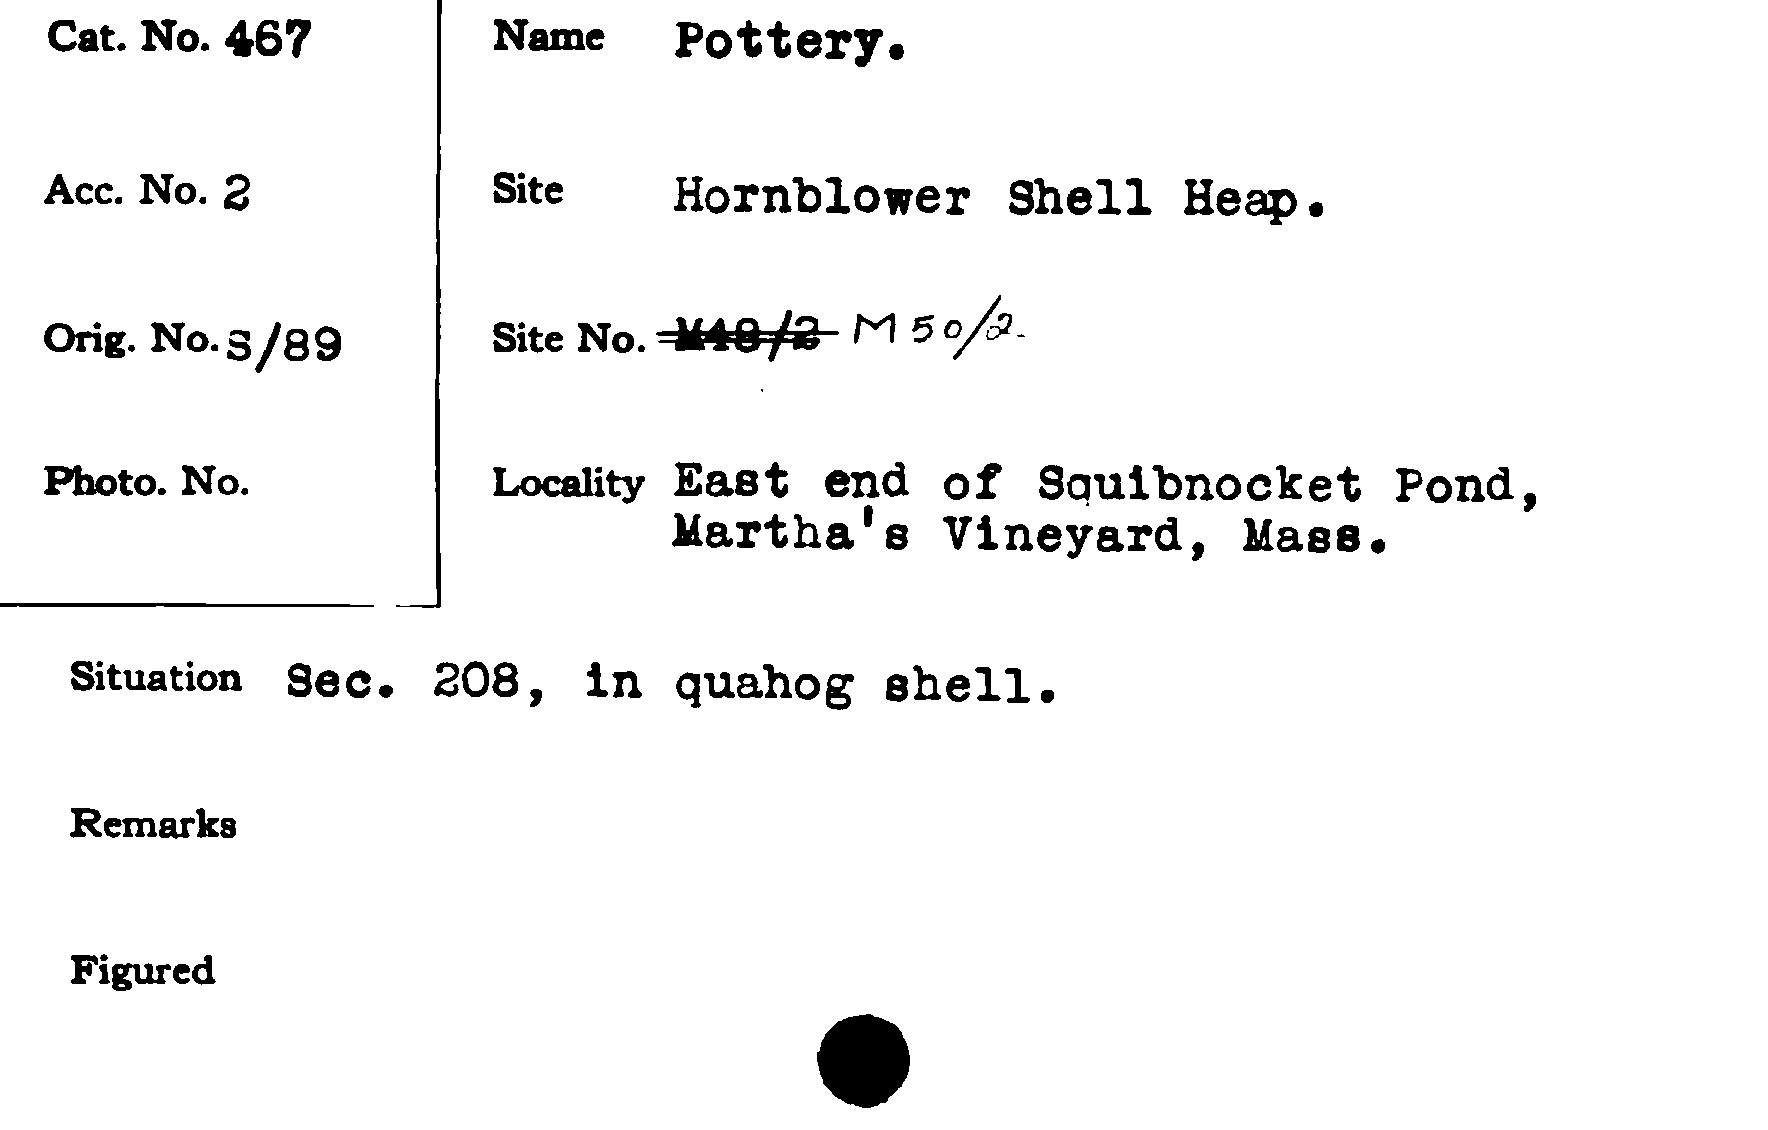 Cat. No. 467
Name Pottery.
Acc. No. 2
Site Hornblower Shell Heap.
Orig. No. S/89
Site No. M48/2 M50/2.
Photo. No.
Locality East end of Squibnocket Pond,
Martha's Vineyard, Mass.
Situation Sec. 208, in quahog shell.
Remarks
Figured